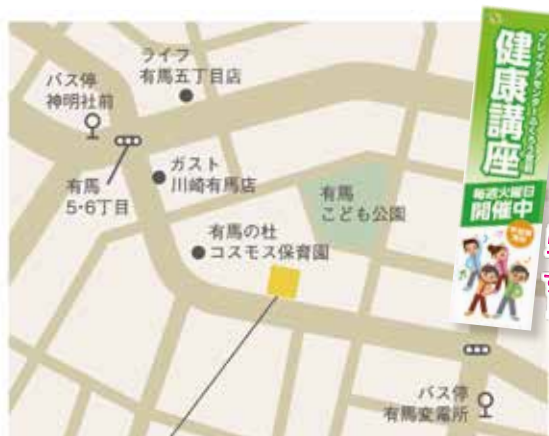 ライフ
有馬五丁目店
バス停
神明社前
ガスト
川崎有馬店
有馬
5・6丁目
有馬
こども公園
有馬の杜
コスモス保育園
バス停
有馬変電所
健康講座
毎週火曜日
開催中